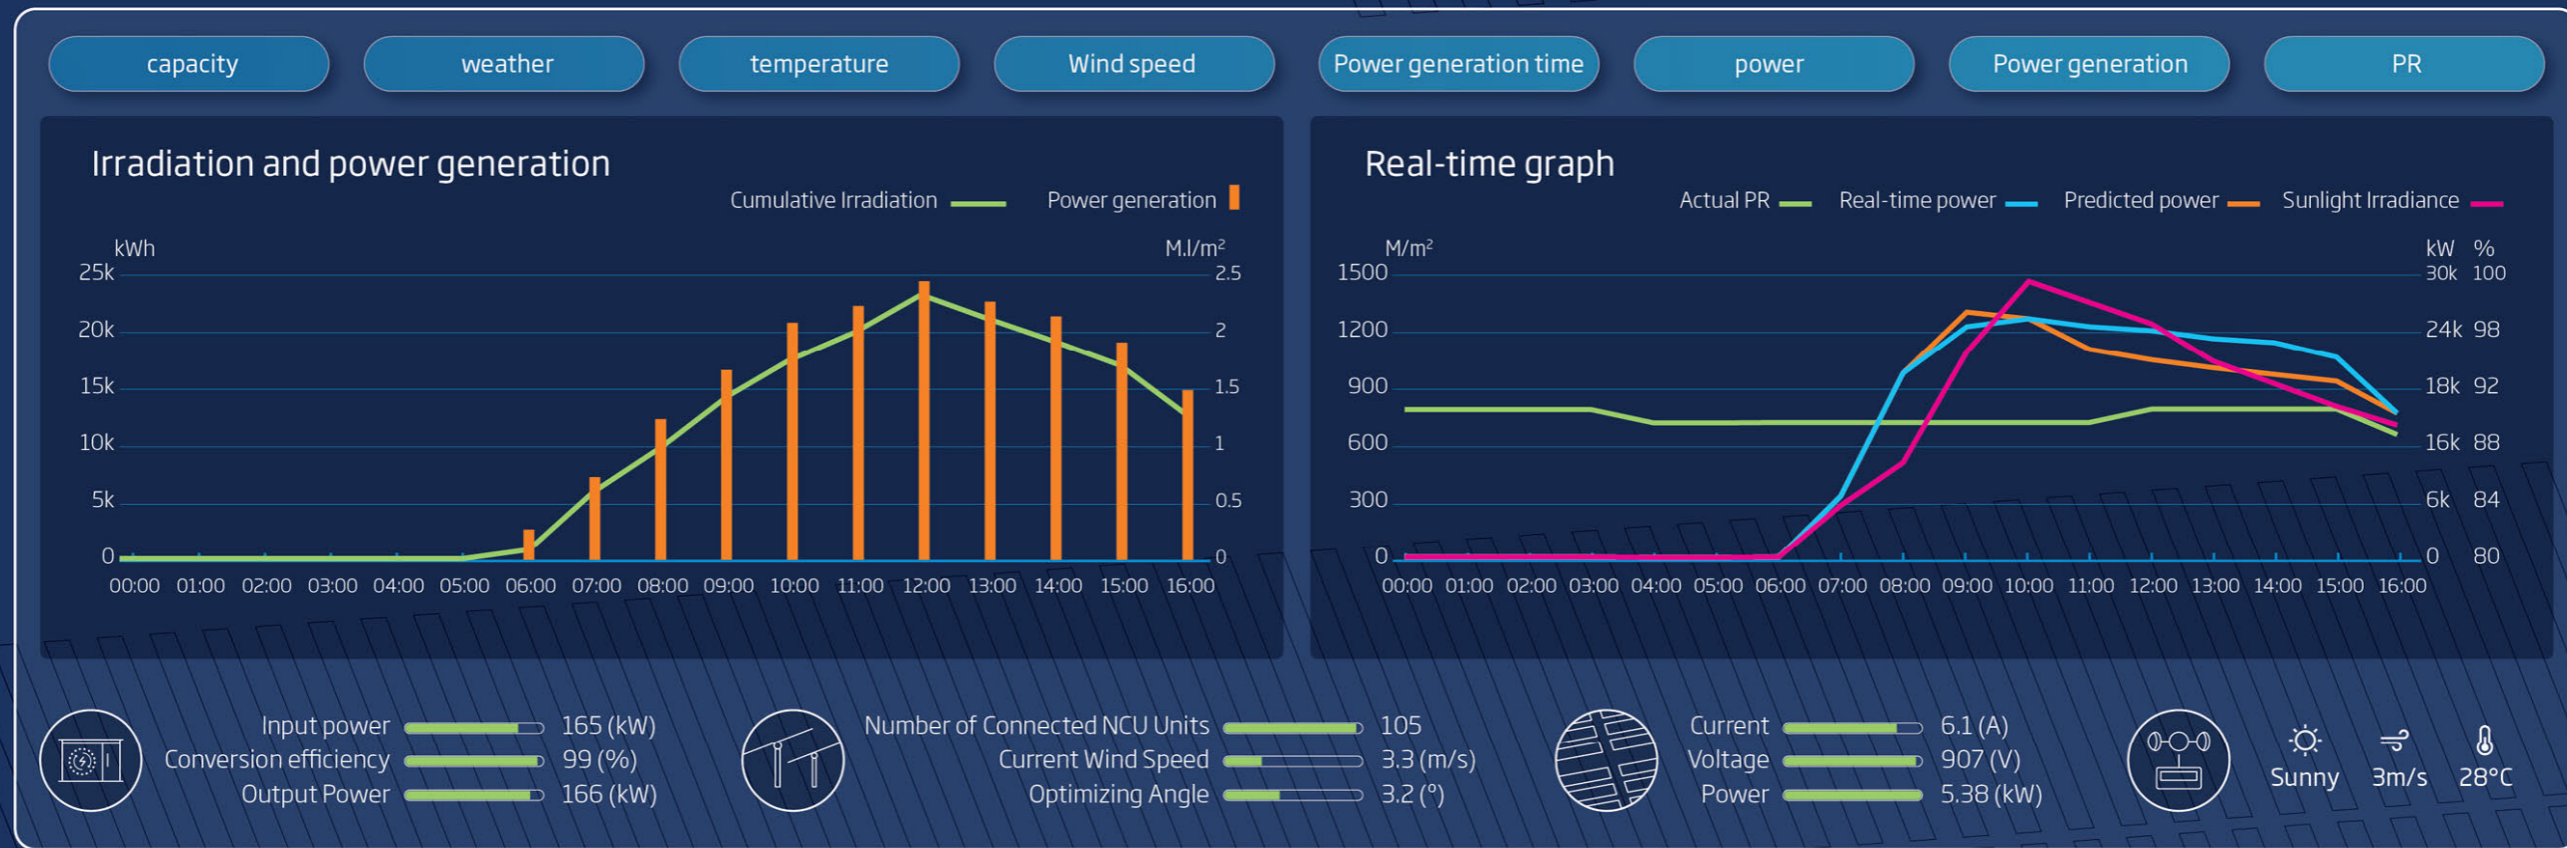 capacity weather temperature Wind speed Power generation time power Power generation PR
Irradiation and power generation
Cumulative Irradiation Power generation
kWh M.l/m²
25k 2.5
20k 2
15k 1.5
10k 1
5k 0.5
0 0
00:00 01:00 02:00 03:00 04:00 05:00 06:00 07:00 08:00 09:00 10:00 11:00 12:00 13:00 14:00 15:00 16:00
Real-time graph
Actual PR Real-time power Predicted power Sunlight Irradiance
M/m² kW %
1500 30k 100
1200 24k 98
900 18k 92
600 16k 88
300 6k 84
0 0 80
00:00 01:00 02:00 03:00 04:00 05:00 06:00 07:00 08:00 09:00 10:00 11:00 12:00 13:00 14:00 15:00 16:00
Input power 165 (kW)
Conversion efficiency 99 (%)
Output Power 166 (kW)
Number of Connected NCU Units 105
Current Wind Speed 3.3 (m/s)
Optimizing Angle 3.2 (°)
Current 6.1 (A)
Voltage 907 (V)
Power 5.38 (kW)
Sunny 3m/s 28°C